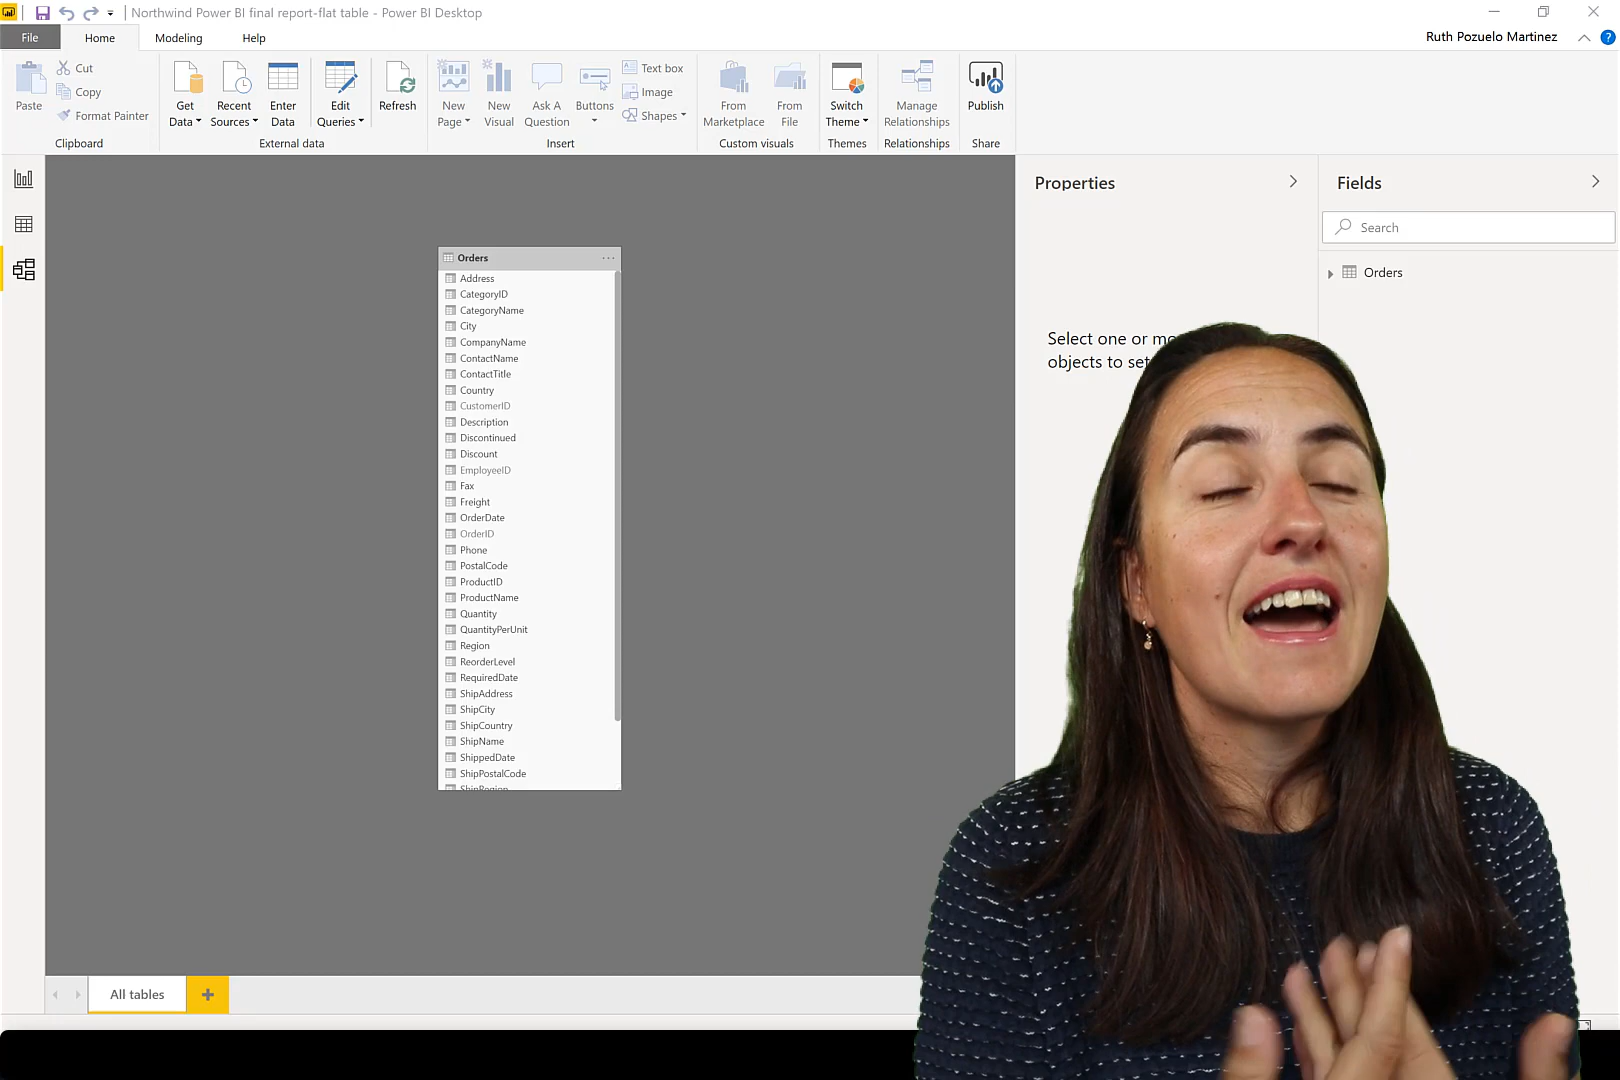 Northwind Power BI final report-flat table - Power BI Desktop
File Home Modeling Help
Ruth Pozuelo Martinez
?
Paste
Cut
Copy
Format Painter
Clipboard
Get
Data
Recent
Sources
Enter
Data
Edit
Queries
Refresh
External data
New
Page
New
Visual
Ask A
Question
Buttons
Text box
Image
Shapes
Insert
From
Marketplace
From
File
Custom visuals
Switch
Theme
Themes
Manage
Relationships
Relationships
Publish
Share
Orders
Address
CategoryID
CategoryName
City
CompanyName
ContactName
ContactTitle
Country
CustomerID
Description
Discontinued
Discount
EmployeeID
Fax
Freight
OrderDate
OrderID
Phone
PostalCode
ProductID
ProductName
Quantity
QuantityPerUnit
Region
ReorderLevel
RequiredDate
ShipAddress
ShipCity
ShipCountry
ShipName
ShippedDate
ShipPostalCode
ShipRegion
Properties
Select one or
objects to
Fields
Search
Orders
All tables